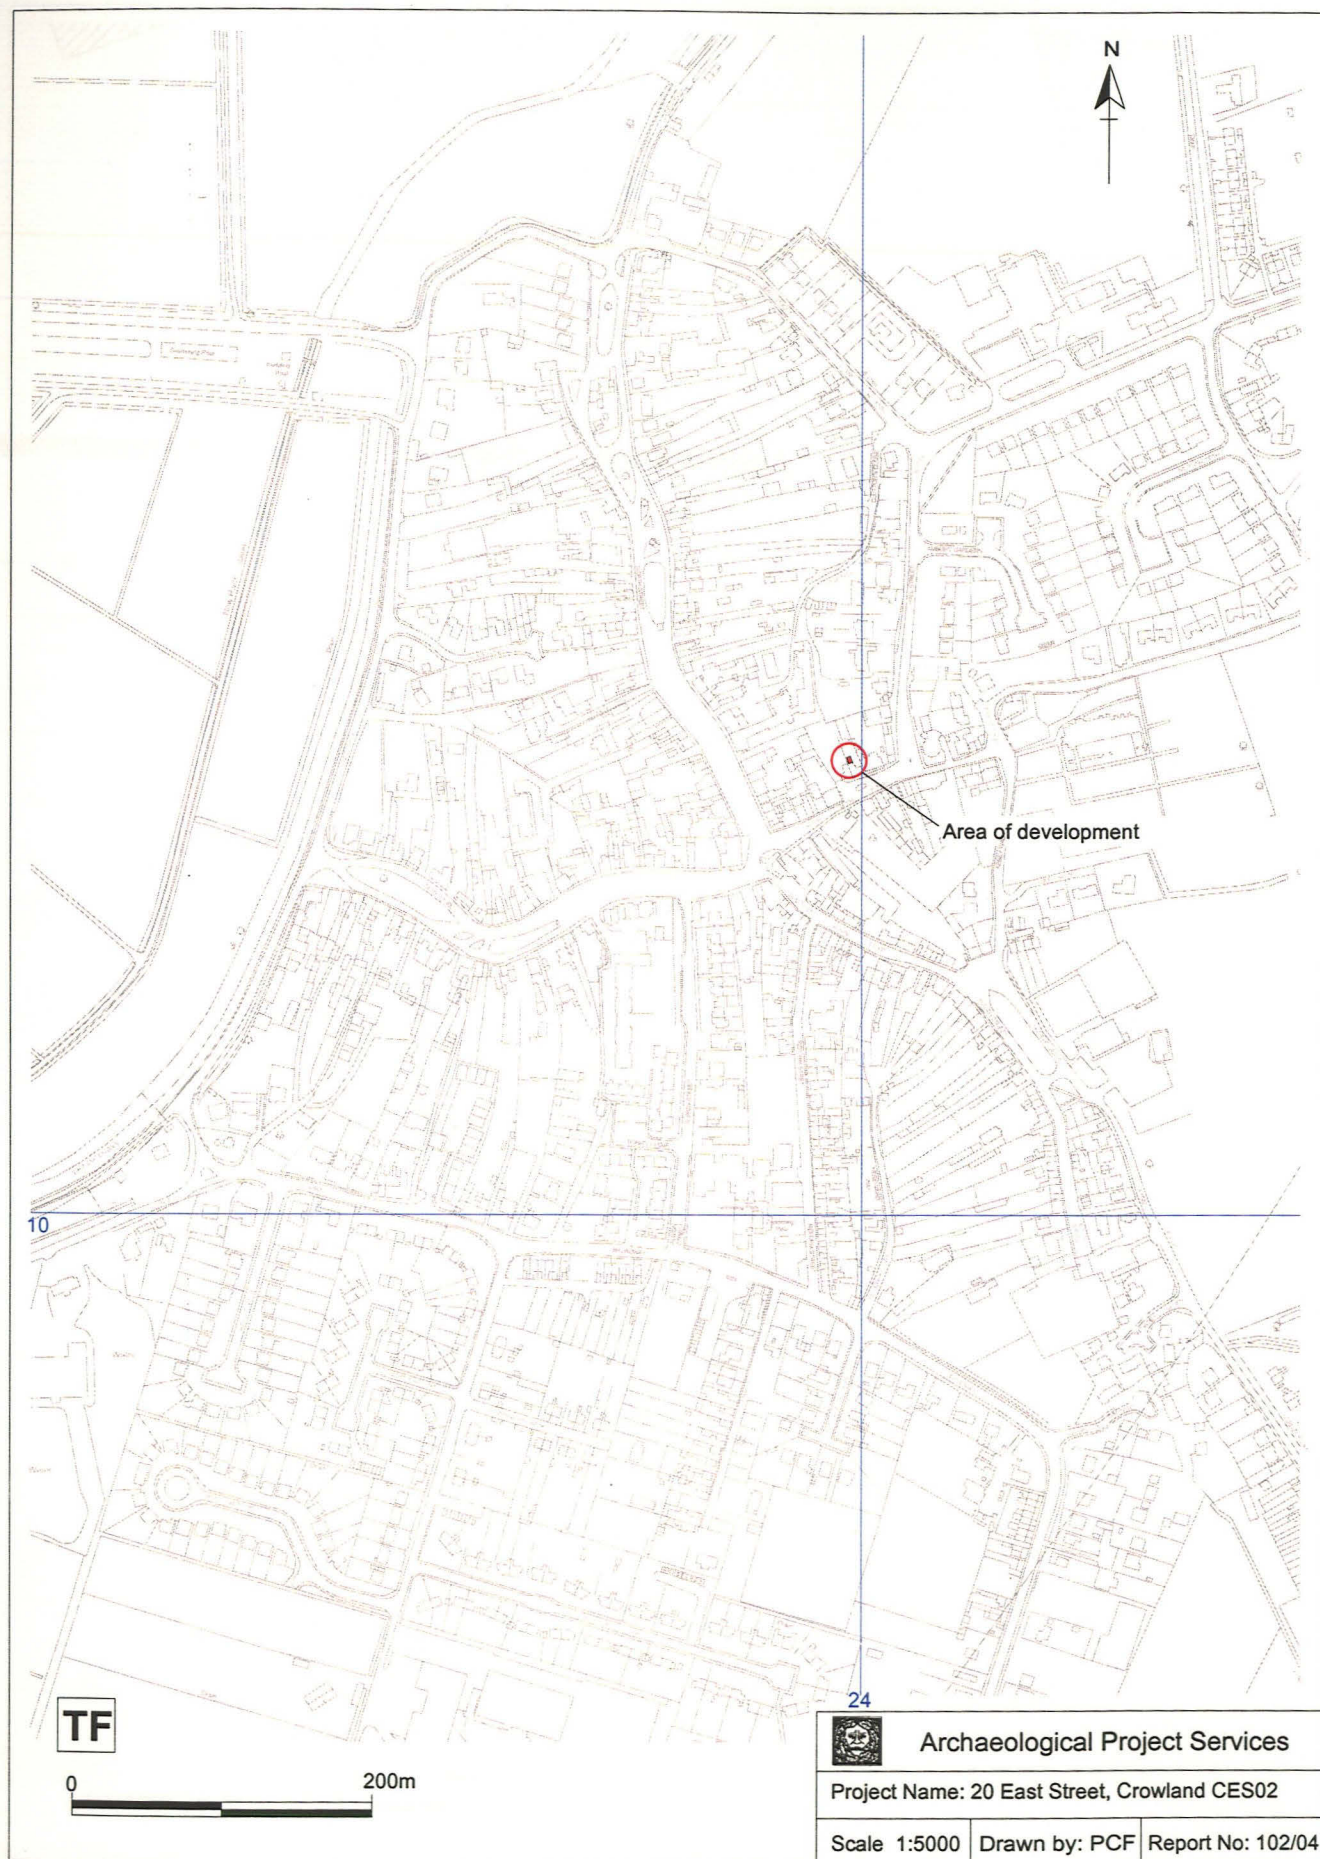 N
Area of development
10
24
TF
0 200m
Archaeological Project Services
Project Name: 20 East Street, Crowland CES02
Scale 1:5000 Drawn by: PCF Report No: 102/04